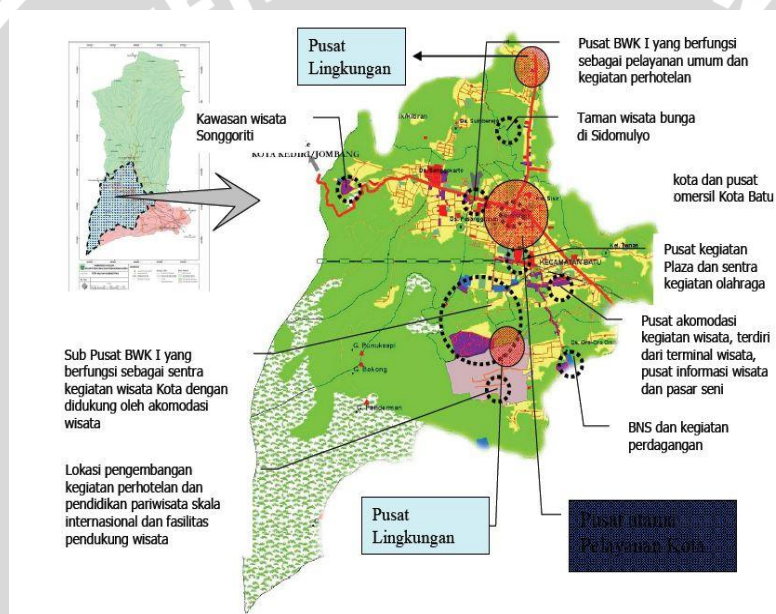 Pusat
Lingkungan
Pusat BWK I yang berfungsi
sebagai pelayanan umum dan
kegiatan perhotelan
Kawasan wisata
Songgoriti
Taman wisata bunga
di Sidomulyo
KOTA KEDIRI/JOMBANG
kota dan pusat
omersil Kota Batu
Pusat kegiatan
Plaza dan sentra
kegiatan olahraga
KECAMATAN BATU
Pusat akomodasi
kegiatan wisata, terdiri
dari terminal wisata,
pusat informasi wisata
dan pasar seni
Sub Pusat BWK I yang
berfungsi sebagai sentra
kegiatan wisata Kota dengan
didukung oleh akomodasi
wisata
G. Bokong
G. Panderman
BNS dan kegiatan
perdagangan
Lokasi pengembangan
kegiatan perhotelan dan
pendidikan pariwisata skala
internasional dan fasilitas
pendukung wisata
Pusat
Lingkungan
Pusat utama
Pelayanan Kota